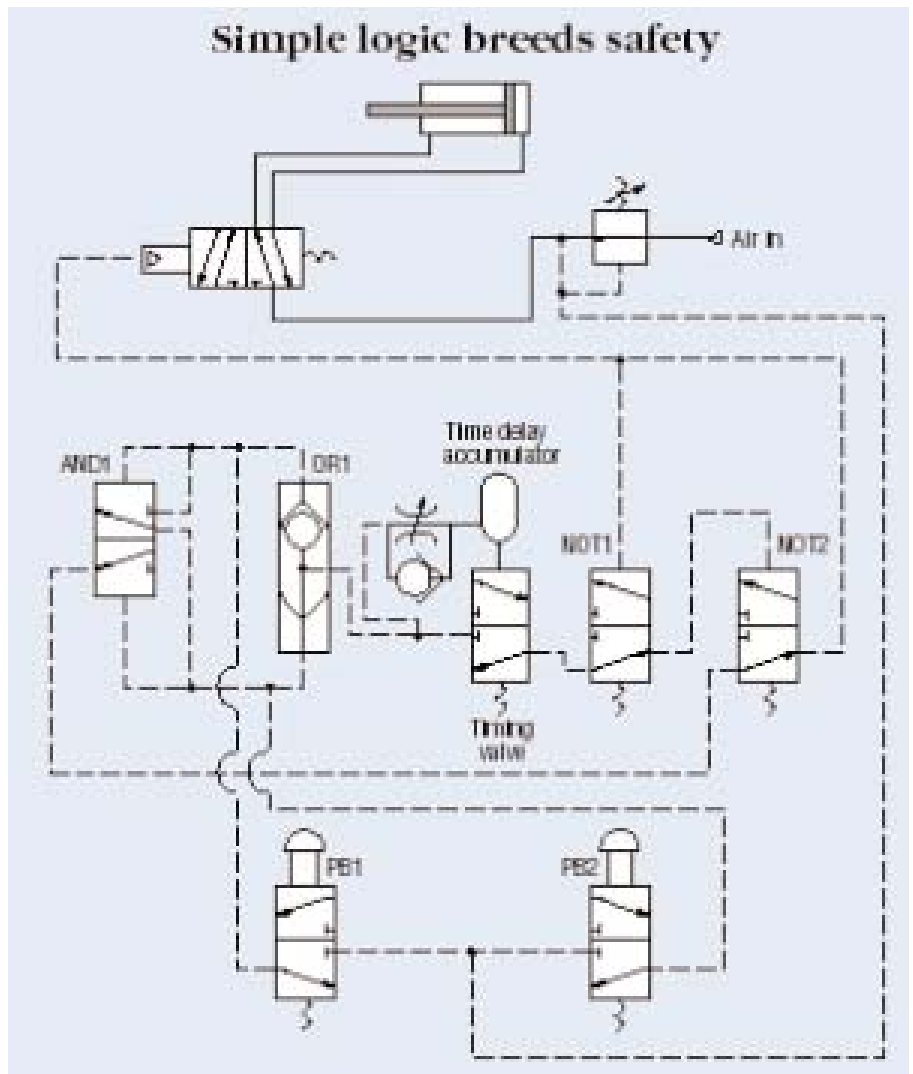 Simple logic breeds safety
Air in
Time delay
accumulator
AND1
OR1
NOT1
NOT2
Timing
valve
PB1
PB2